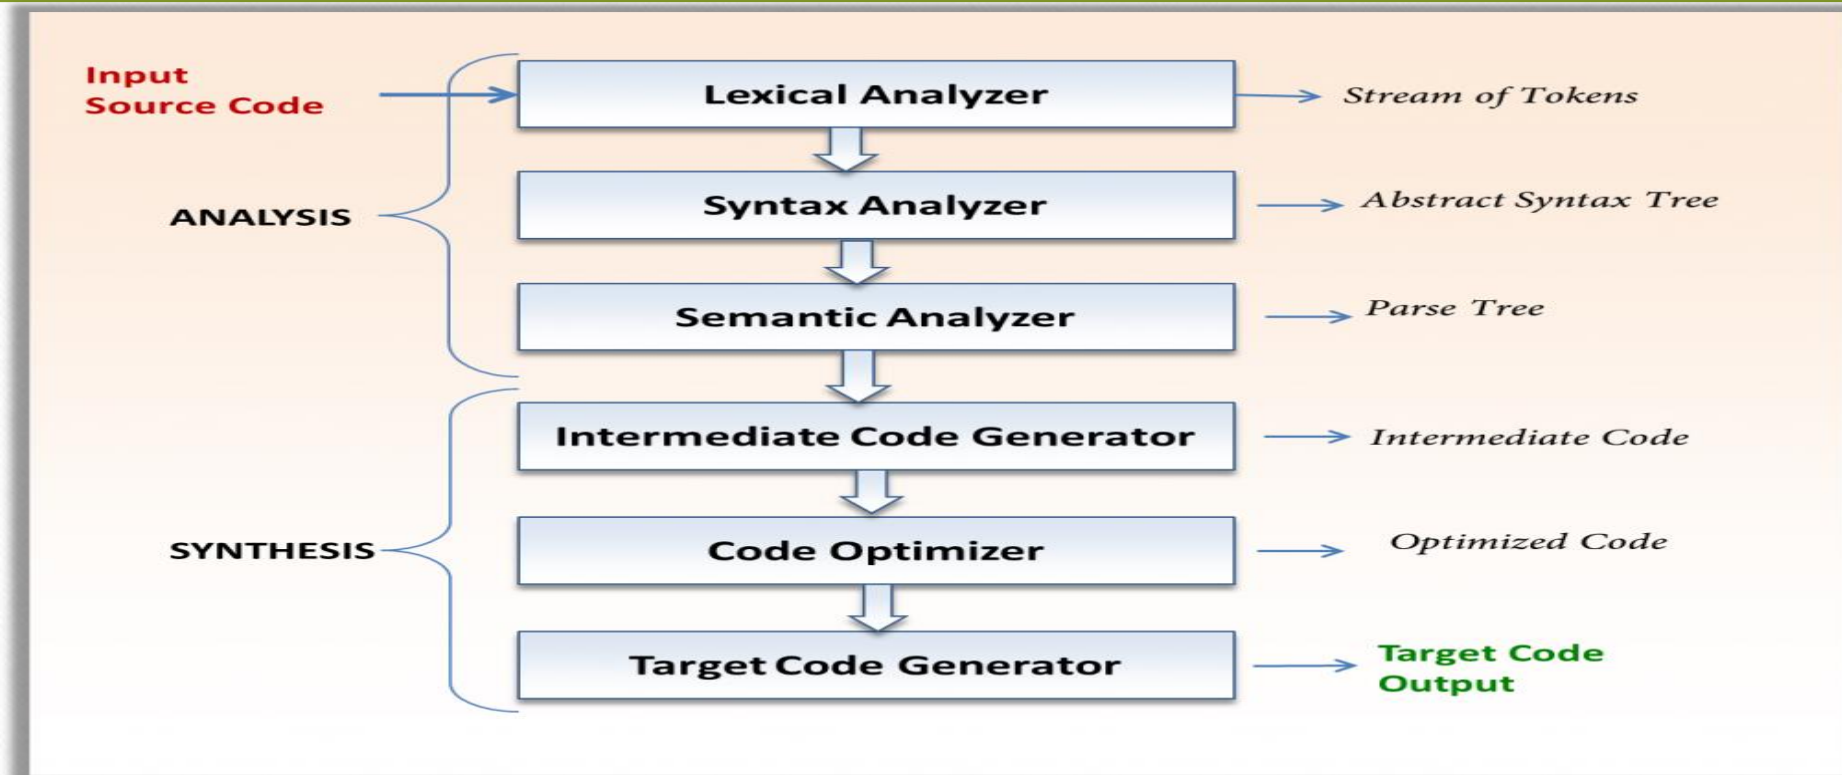 Input
Source Code
Lexical Analyzer
Stream of Tokens
Syntax Analyzer
Abstract Syntax Tree
ANALYSIS
Semantic Analyzer
Parse Tree
Intermediate Code Generator
Intermediate Code
SYNTHESIS
Code Optimizer
Optimized Code
Target Code Generator
Target Code
Output